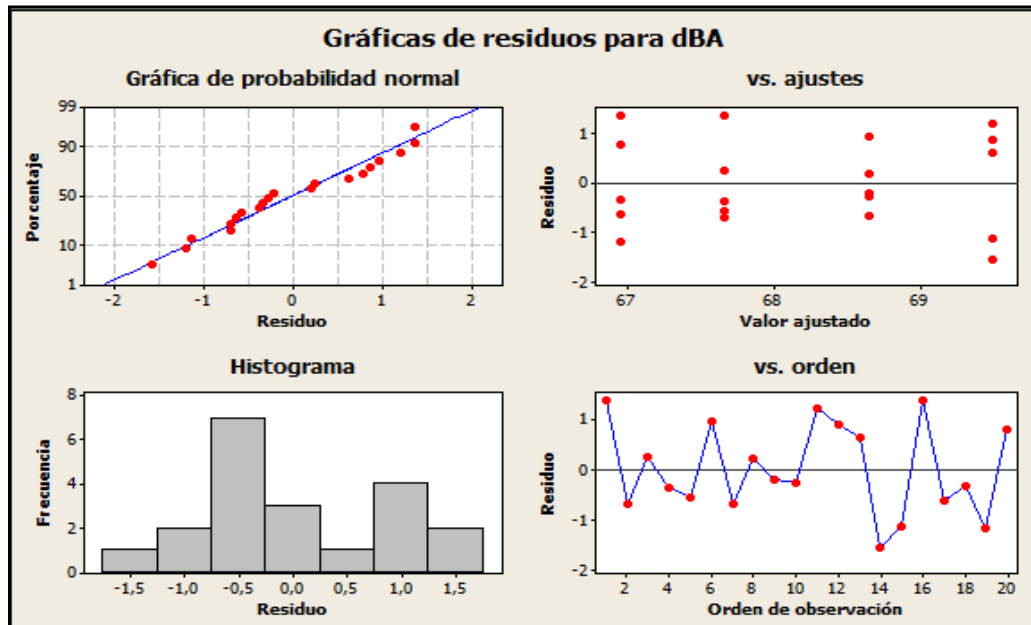 Gráficas de residuos para dBA
Gráfica de probabilidad normal
99
90
50
10
1
Porcentaje
-2 -1 0 1 2
Residuo
vs. ajustes
1
0
-1
-2
Residuo
67 68 69
Valor ajustado
Histograma
8
6
4
2
0
Frecuencia
-1,5 -1,0 -0,5 0,0 0,5 1,0 1,5
Residuo
vs. orden
1
0
-1
-2
Residuo
2 4 6 8 10 12 14 16 18 20
Orden de observación